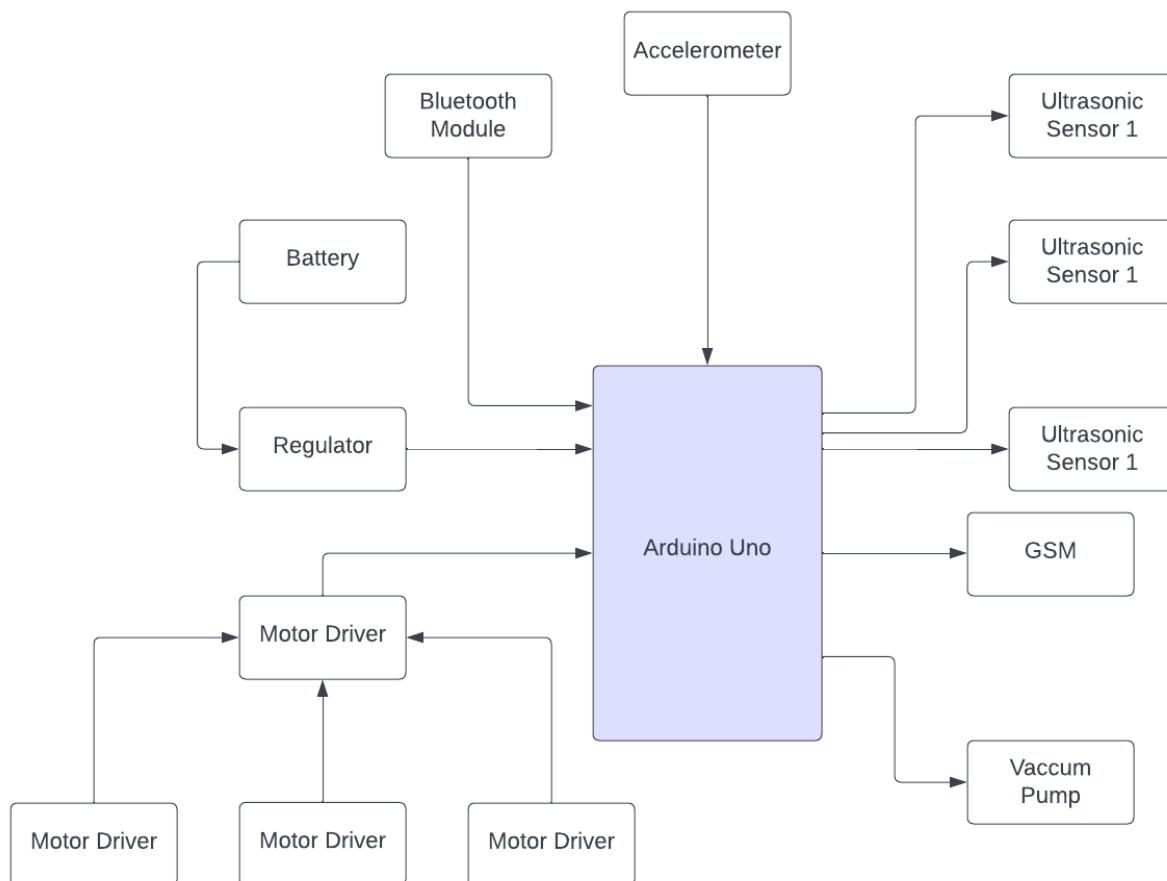 Accelerometer
Bluetooth
Module
Ultrasonic
Sensor 1
Battery
Ultrasonic
Sensor 1
Regulator
Ultrasonic
Sensor 1
Arduino Uno
GSM
Motor Driver
Vaccum
Pump
Motor Driver
Motor Driver
Motor Driver